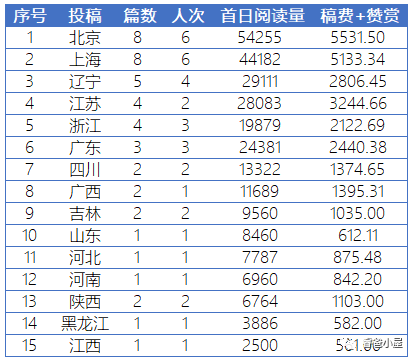 序号 投稿 篇数 人次 首日阅读量 稿费+赞赏
1 北京 8 6 54255 5531.50
2 上海 8 6 44182 5133.34
3 辽宁 5 4 29111 2806.45
4 江苏 4 2 28083 3244.66
5 浙江 4 3 19879 2122.69
6 广东 3 3 24381 2440.38
7 四川 2 2 13322 1374.65
8 广西 2 1 11689 1395.31
9 吉林 2 2 9560 1035.00
10 山东 1 1 8460 612.11
11 河北 1 1 7787 875.48
12 河南 1 1 6960 842.20
13 陕西 2 2 6764 1103.00
14 黑龙江 1 1 3886 582.00
15 江西 1 1 2500